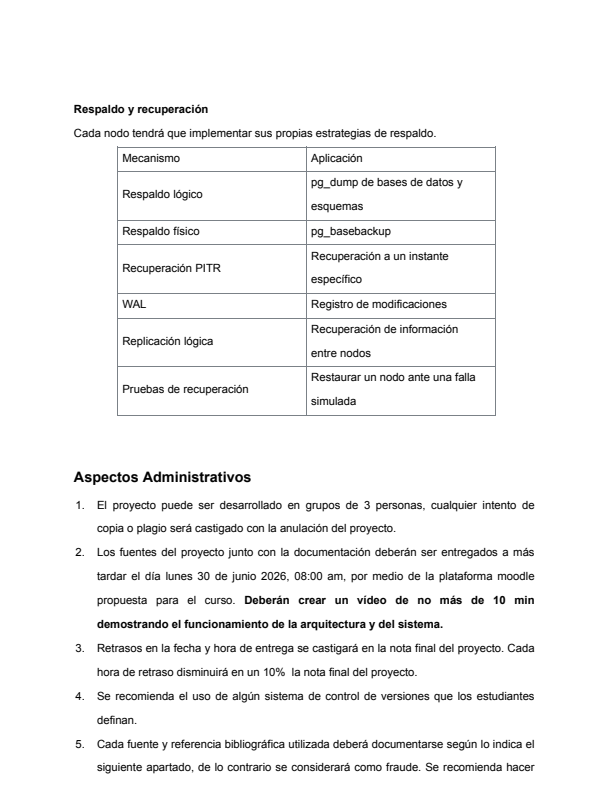 Respaldo y recuperación
Cada nodo tendrá que implementar sus propias estrategias de respaldo.
Mecanismo Aplicación
Respaldo lógico pg_dump de bases de datos y
esquemas
Respaldo físico pg_basebackup
Recuperación PITR Recuperación a un instante
específico
WAL Registro de modificaciones
Replicación lógica Recuperación de información
entre nodos
Pruebas de recuperación Restaurar un nodo ante una falla
simulada
Aspectos Administrativos
1. El proyecto puede ser desarrollado en grupos de 3 personas, cualquier intento de
copia o plagio será castigado con la anulación del proyecto.
2. Los fuentes del proyecto junto con la documentación deberán ser entregados a más
tardar el día lunes 30 de junio 2026, 08:00 am, por medio de la plataforma moodle
propuesta para el curso. Deberán crear un vídeo de no más de 10 min
demostrando el funcionamiento de la arquitectura y del sistema.
3. Retrasos en la fecha y hora de entrega se castigará en la nota final del proyecto. Cada
hora de retraso disminuirá en un 10% la nota final del proyecto.
4. Se recomienda el uso de algún sistema de control de versiones que los estudiantes
definan.
5. Cada fuente y referencia bibliográfica utilizada deberá documentarse según lo indica el
siguiente apartado, de lo contrario se considerará como fraude. Se recomienda hacer